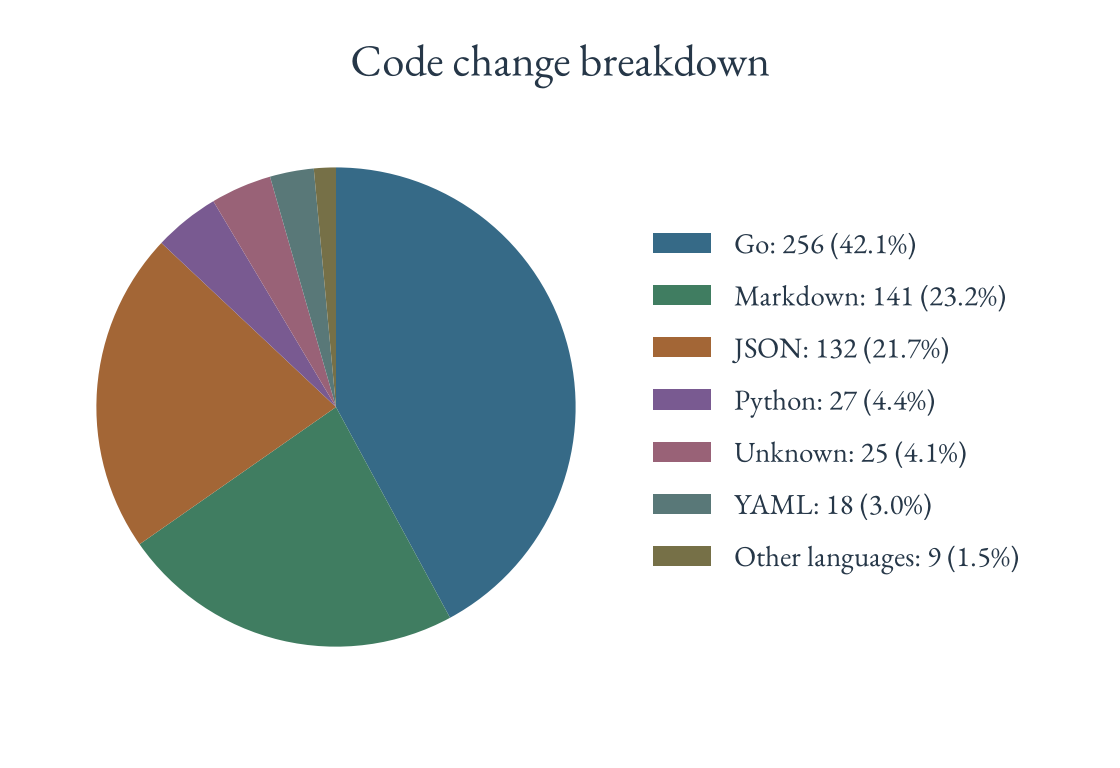 Code change breakdown
Go: 256 (42.1%)
Markdown: 141 (23.2%)
JSON: 132 (21.7%)
Python: 27 (4.4%)
Unknown: 25 (4.1%)
YAML: 18 (3.0%)
Other languages: 9 (1.5%)